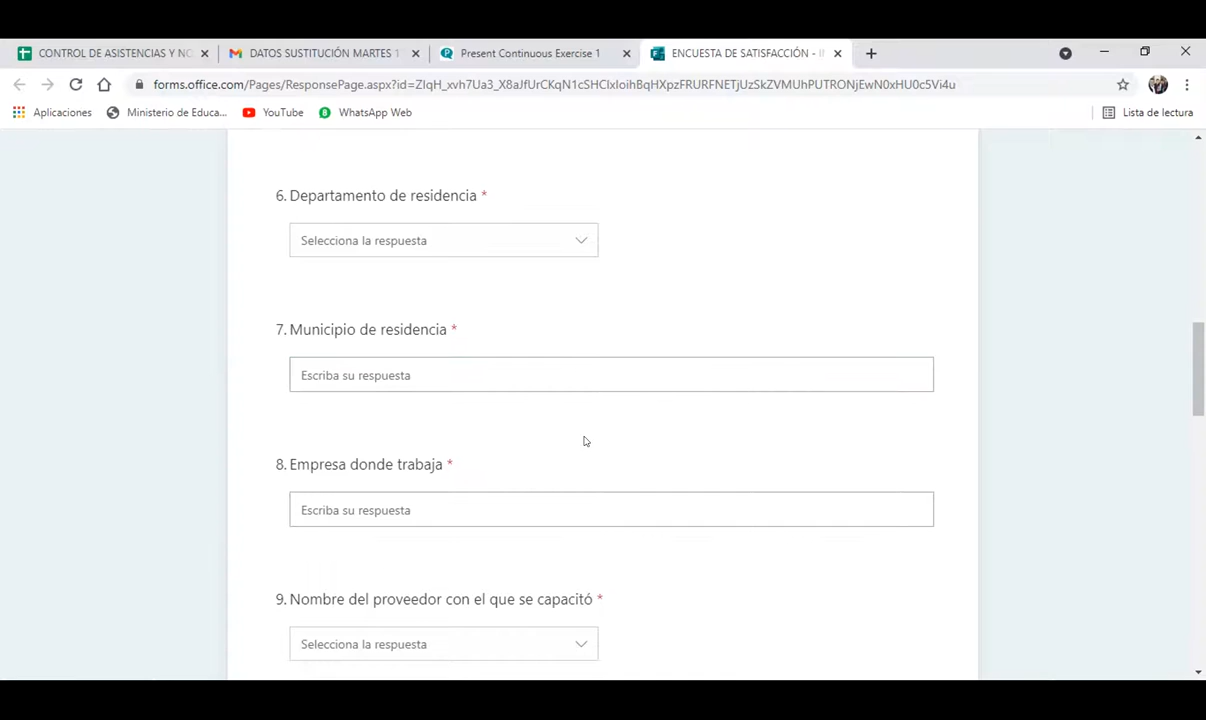 CONTROL DE ASISTENCIAS Y NO
DATOS SUSTITUCIÓN MARTES 1
Present Continuous Exercise 1
ENCUESTA DE SATISFACCIÓN - I
forms.office.com/Pages/ResponsePage.aspx?id=ZIqH_xvh7Ua3_X8aJfUrCKqN1cSHClxIoihBqHXpzFRURFNETjUzSkZVMUhPUTRONjEwN0xHU0c5Vi4u
Aplicaciones
Ministerio de Educa...
YouTube
WhatsApp Web
Lista de lectura
6. Departamento de residencia *
Selecciona la respuesta
7. Municipio de residencia *
Escriba su respuesta
8. Empresa donde trabaja *
Escriba su respuesta
9. Nombre del proveedor con el que se capacitó *
Selecciona la respuesta